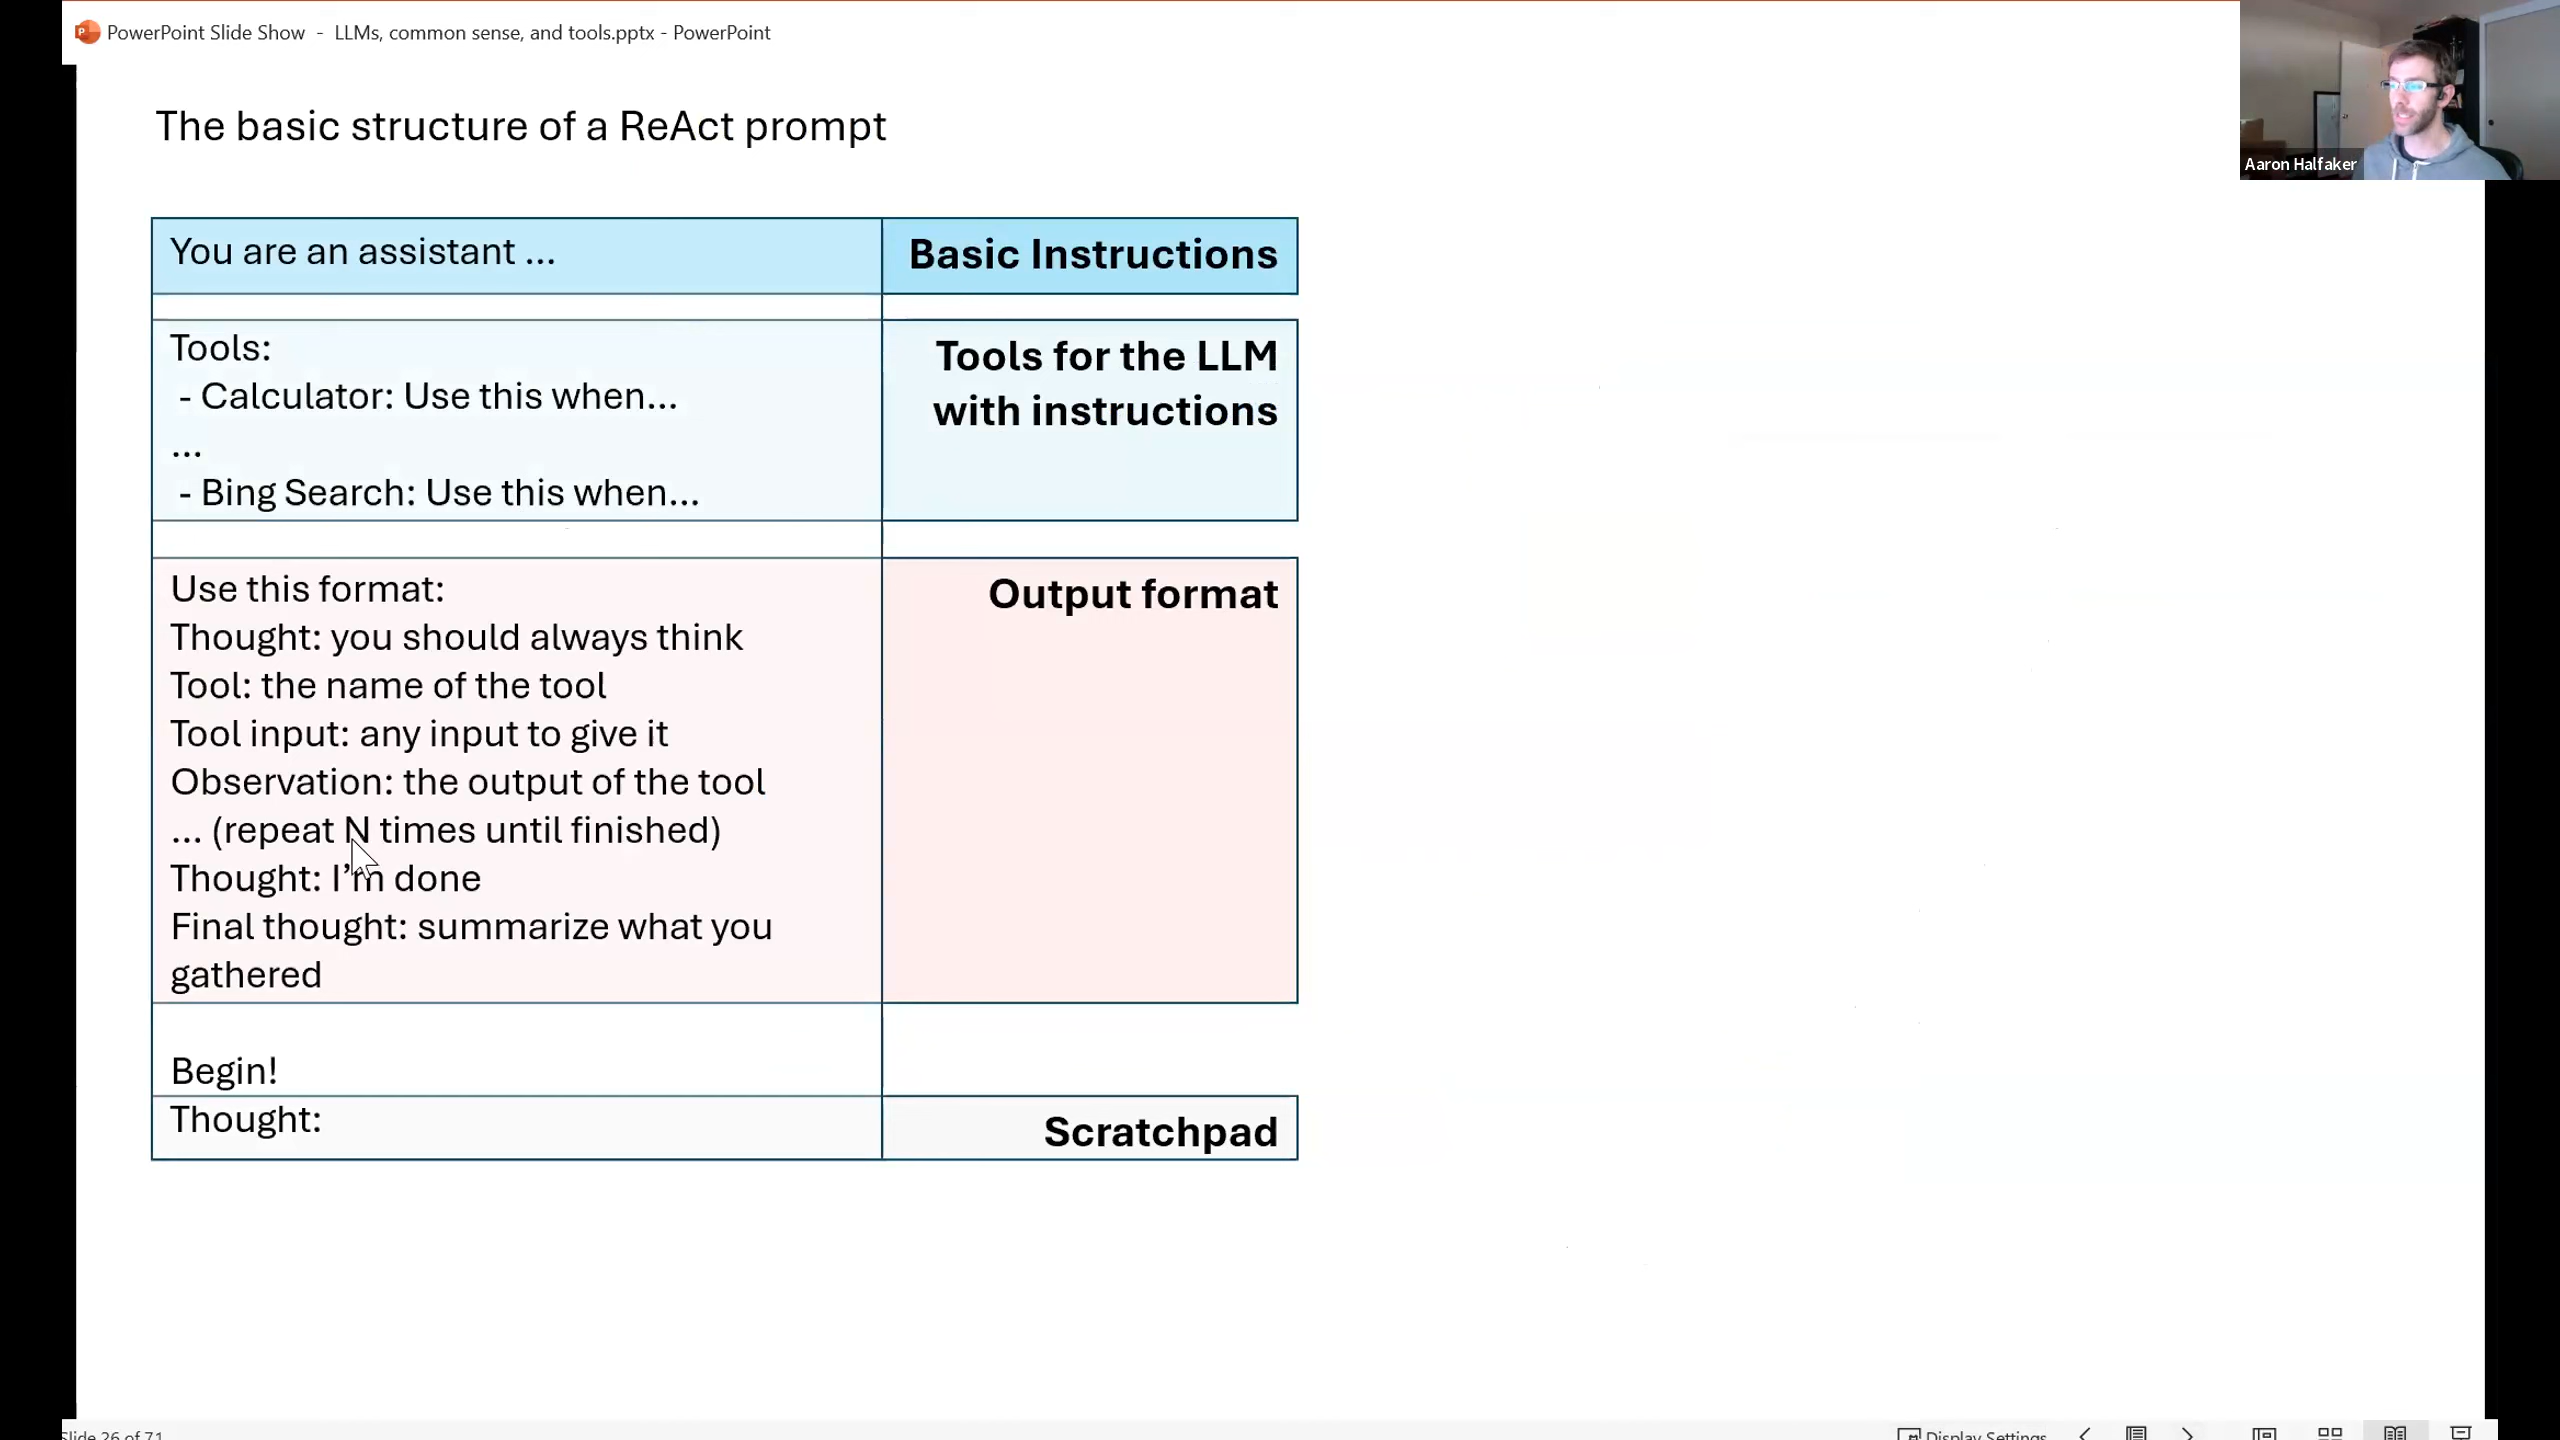 PowerPoint Slide Show - LLMs, common sense, and tools.pptx - PowerPoint
Aaron Halfaker
The basic structure of a ReAct prompt
You are an assistant ...
Basic Instructions
Tools:
- Calculator: Use this when...
...
- Bing Search: Use this when...
Tools for the LLM
with instructions
Use this format:
Thought: you should always think
Tool: the name of the tool
Tool input: any input to give it
Observation: the output of the tool
... (repeat N times until finished)
Thought: I'm done
Final thought: summarize what you
gathered
Output format
Begin!
Thought:
Scratchpad
Slide 26 of 71
Display Settings